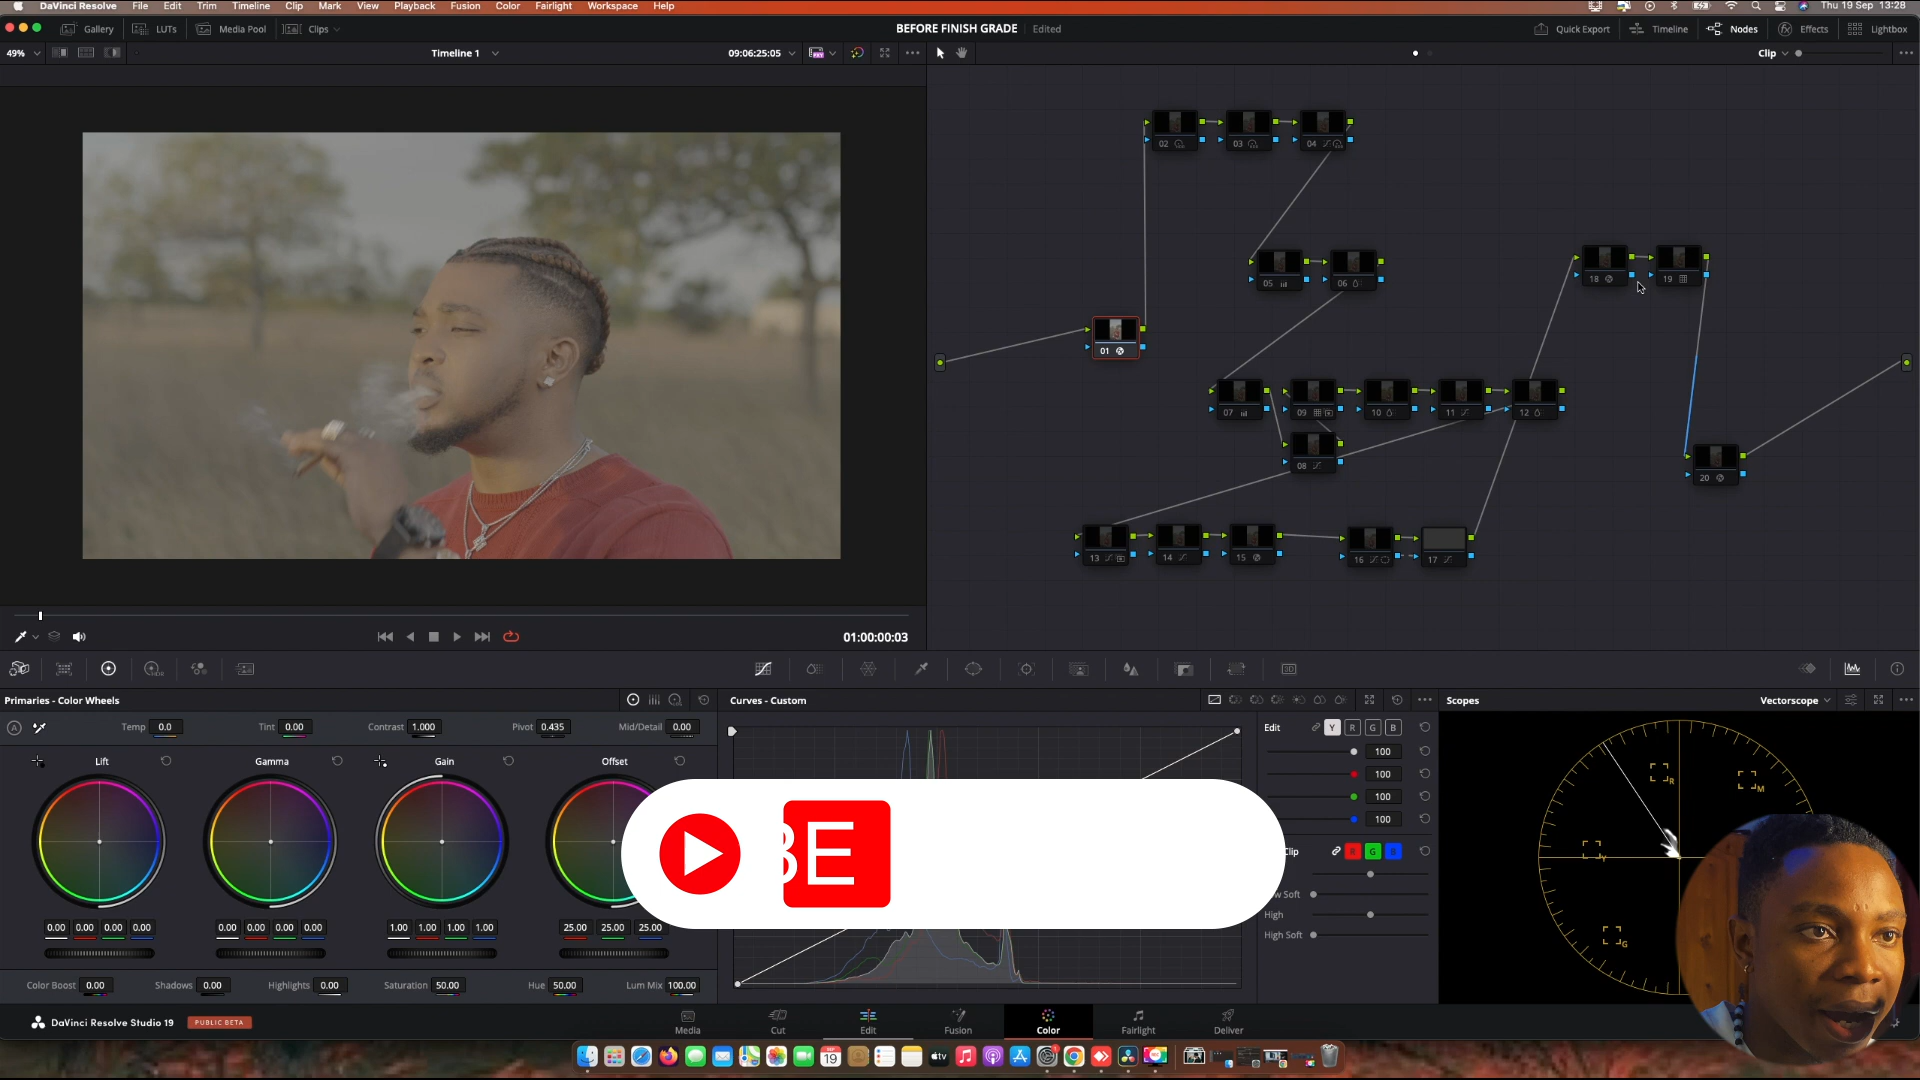 DaVinci Resolve File Edit Trim Timeline Clip Mark View Playback Fusion Color Fairlight Workspace Help
Thu 19 Sep 13:28
Gallery LUTs Media Pool Clips
BEFORE FINISH GRADE Edited
Quick Export Timeline Nodes Effects Lightbox
49%
Timeline 1
09:06:25:05
Clip
02 03 04
05 06
18 19
01
07 09 10 11 12
08
20
13 14 15 16 17
01:00:00:03
Primaries - Color Wheels
Curves - Custom
Scopes
Vectorscope
Temp 0.0 Tint 0.00 Contrast 1.000 Pivot 0.435 Mid/Detail 0.00
Edit Y R G B
Lift Gamma Gain Offset
100
100
100
100
R
M
Y
G
BE
Clip R G B
Soft
High
High Soft
0.00 0.00 0.00 0.00
0.00 0.00 0.00 0.00
1.00 1.00 1.00 1.00
25.00 25.00 25.00
Color Boost 0.00 Shadows 0.00 Highlights 0.00 Saturation 50.00 Hue 50.00 Lum Mix 100.00
DaVinci Resolve Studio 19 PUBLIC BETA
Media Cut Edit Fusion Color Fairlight Deliver
SEP
19
tv